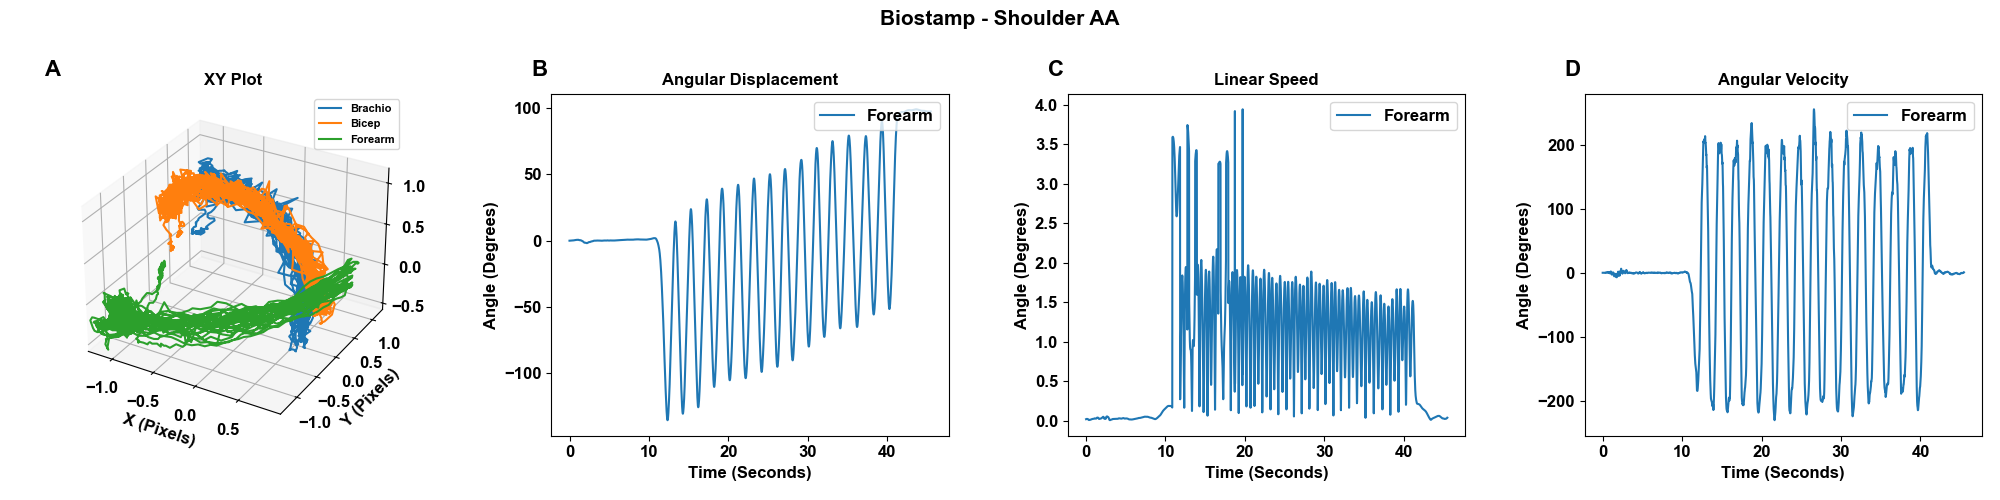 Biostamp - Shoulder AA
A
XY Plot
Brachio
Bicep
Forearm
1.0
0.5
0.0
−0.5
1.0
0.5
0.0
−0.5
−1.0
Y (Pixels)
−1.0
−0.5
0.0
0.5
X (Pixels)
B
Angular Displacement
Forearm
100
50
0
−50
−100
Angle (Degrees)
0 10 20 30 40
Time (Seconds)
C
Linear Speed
Forearm
4.0
3.5
3.0
2.5
2.0
1.5
1.0
0.5
0.0
Angle (Degrees)
0 10 20 30 40
Time (Seconds)
D
Angular Velocity
Forearm
200
100
0
−100
−200
Angle (Degrees)
0 10 20 30 40
Time (Seconds)